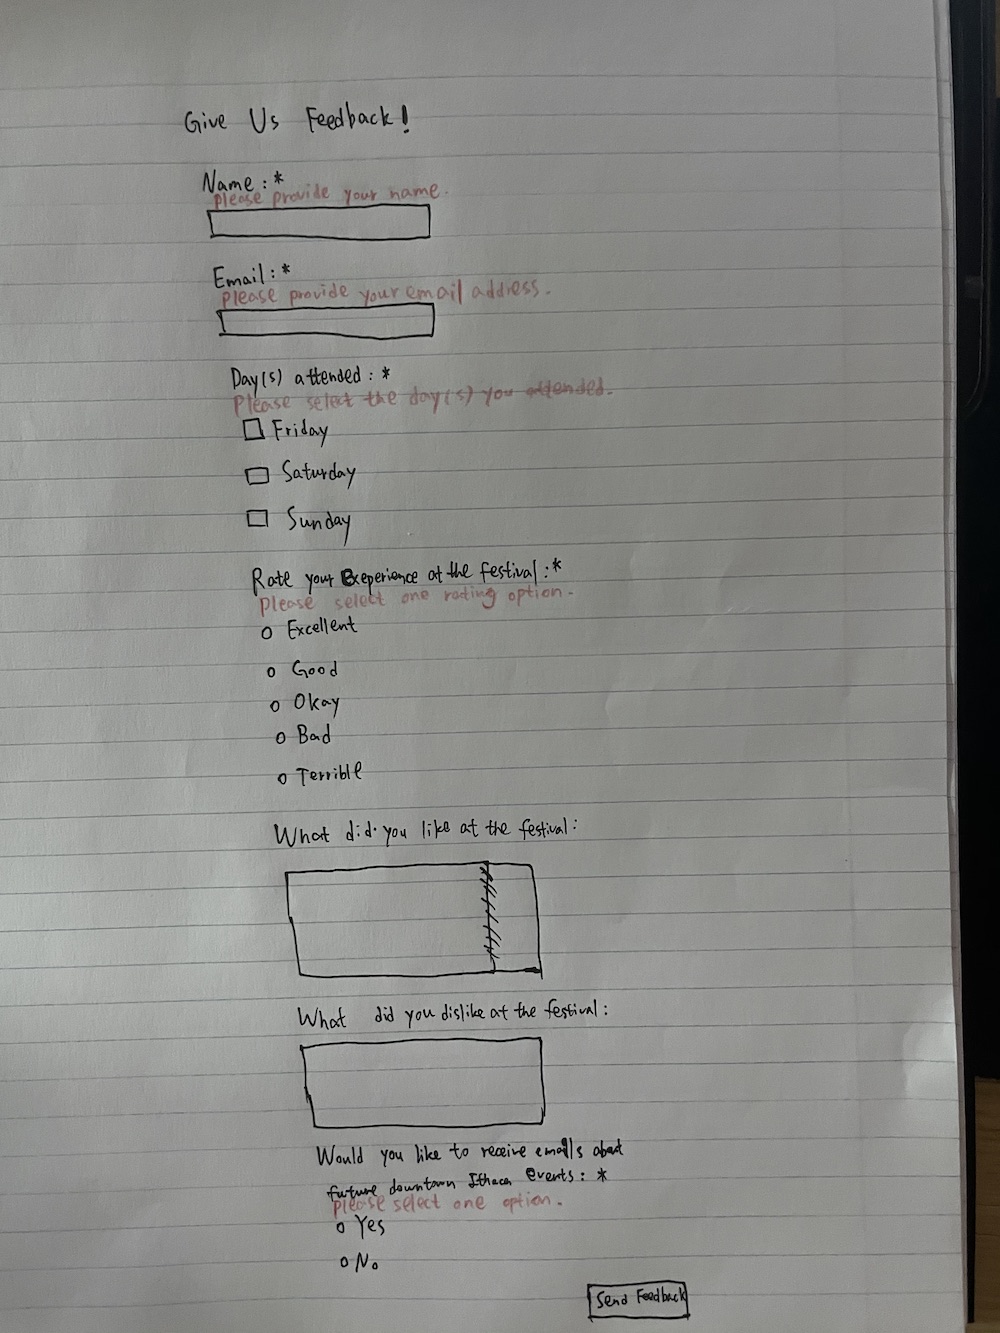 Give Us Feedback!
Name:*
please provide your name.
Email:*
Please provide your email address.
Day(s) attended:*
Please select the day(s) you attended.
Friday
Saturday
Sunday
Rate your Exeperience at the festival:*
Please select one rating option.
Excellent
Good
Okay
Bad
Terrible
What did you like at the festival:
What did you dislike at the festival:
Would you like to receive emails about
future downtown Ithaca events:*
please select one option.
Yes
No
Send Feedback